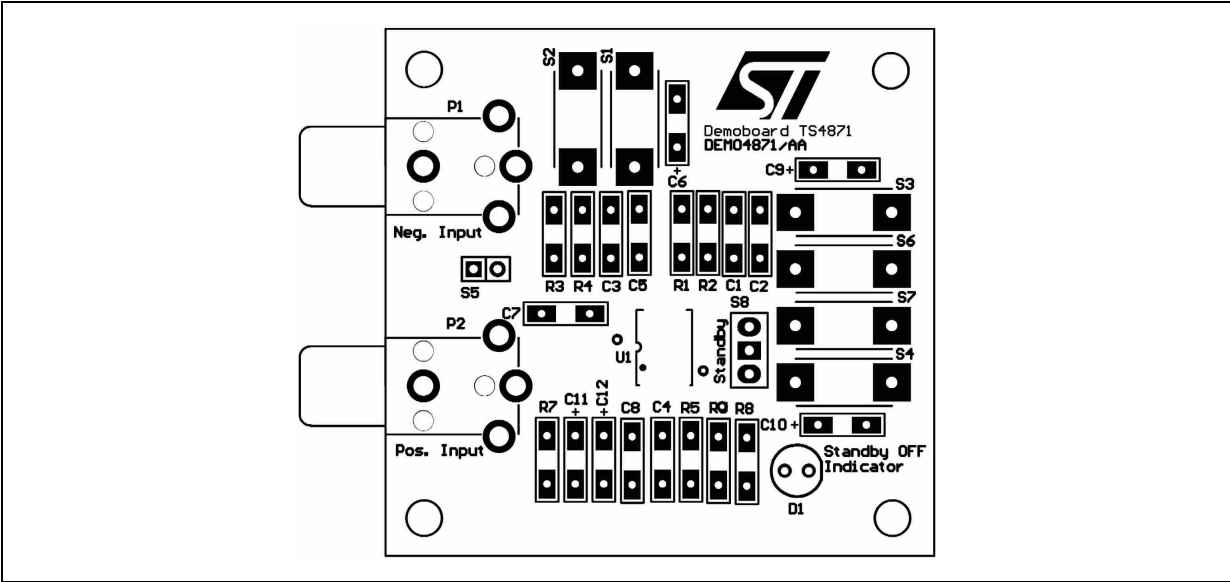 ST
Demoboard TS4871
DEMO4871/AA
S2
S1
P1
C6
+
C9+
S3
Neg. Input
S6
S5
R3 R4 C3 C5 R1 R2 C1 C2
S7
S8
C7
P2
U1
Standby
S4
R7 C11 + C12 + C8 C4 R5 R8
C10+
Pos. Input
Standby OFF
Indicator
D1